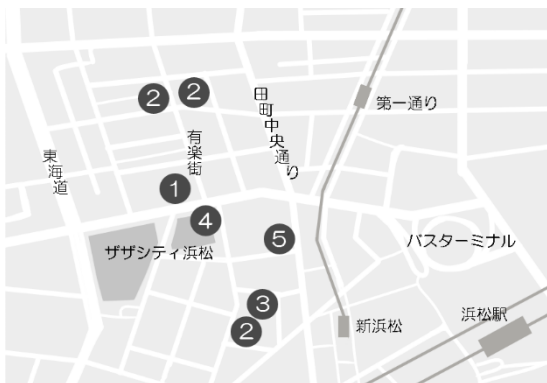 ② ②
田町中央通り
第一通り
有楽街
東海道
①
④
⑤
ザザシティ浜松
バスターミナル
③
②
新浜松
浜松駅